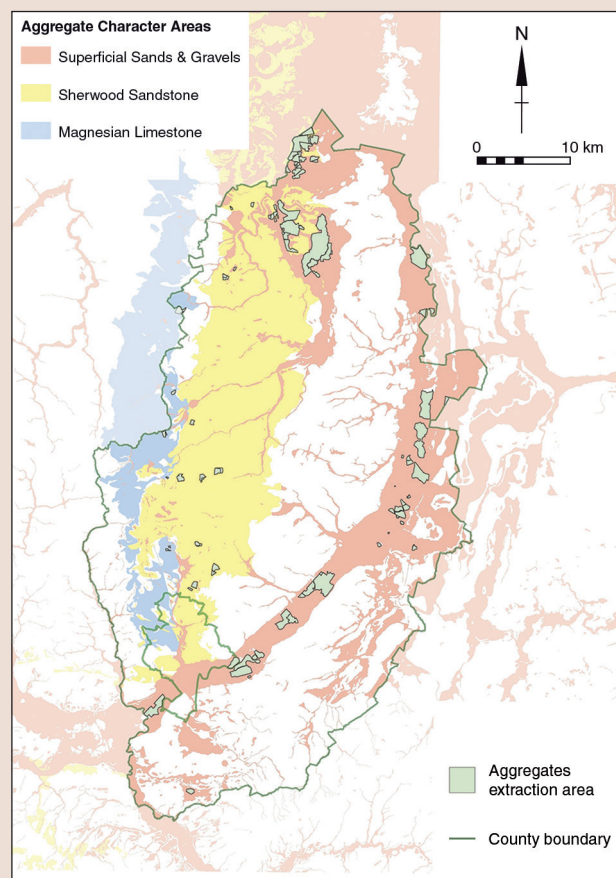 Aggregate Character Areas
Superficial Sands & Gravels
Sherwood Sandstone
Magnesian Limestone
N
0 10 km
Aggregates
extraction area
County boundary